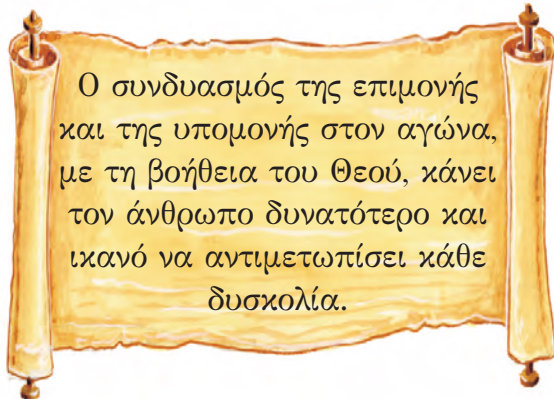 Ο συνδυασμός της επιμονής
και της υπομονής στον αγώνα,
με τη βοήθεια του Θεού, κάνει
τον άνθρωπο δυνατότερο και
ικανό να αντιμετωπίσει κάθε
δυσκολία.